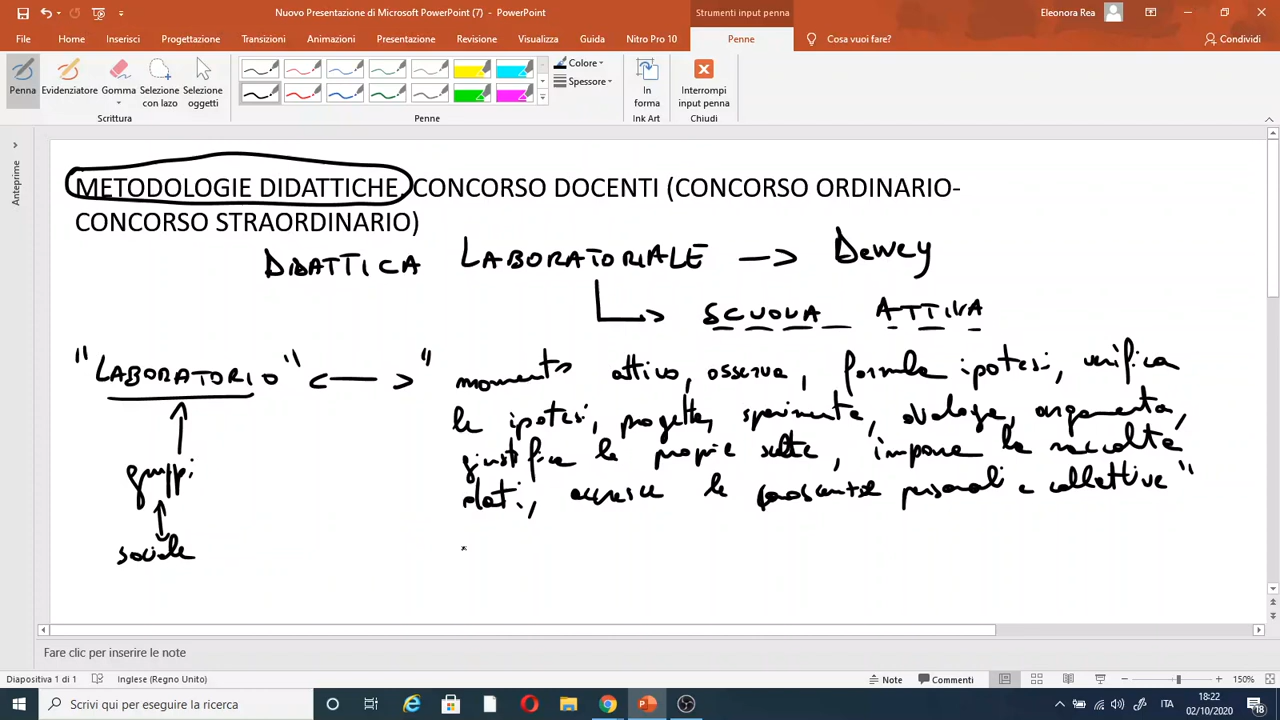 Nuovo Presentazione di Microsoft PowerPoint (7) - PowerPoint
Strumenti input penna
Eleonora Rea
File Home Inserisci Progettazione Transizioni Animazioni Presentazione Revisione Visualizza Guida Nitro Pro 10 Penne Cosa vuoi fare? Condividi
Penna Evidenziatore Gomma Selezione con lazo Selezione oggetti
Colore
Spessore
In forma
Interrompi input penna
Scrittura Penne Ink Art Chiudi
Anteprime
METODOLOGIE DIDATTICHE CONCORSO DOCENTI (CONCORSO ORDINARIO-
CONCORSO STRAORDINARIO)
DIDATTICA LABORATORIALE → Dewey
SCUOLA ATTIVA
"LABORATORIO" <—> " momento attivo, osserva, formula ipotesi, verifica
le ipotesi, progetta, sperimenta, dialoga, argomenta,
giustifica le proprie scelte, impara la raccolta
dati, accresce le conoscenze personali e collettive"
gruppi
sociale
Fare clic per inserire le note
Diapositiva 1 di 1 Inglese (Regno Unito) Note Commenti 150%
Scrivi qui per eseguire la ricerca
18:22
02/10/2020
18